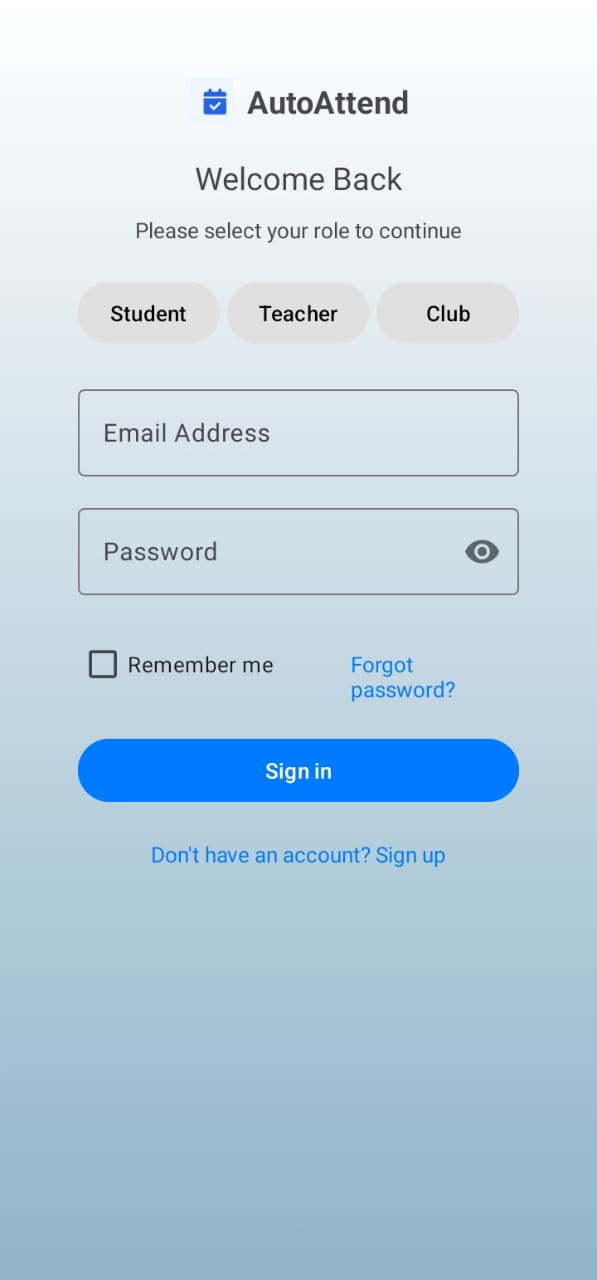 AutoAttend
Welcome Back
Please select your role to continue
Student Teacher Club
Email Address
Password
Remember me Forgot
password?
Sign in
Don't have an account? Sign up